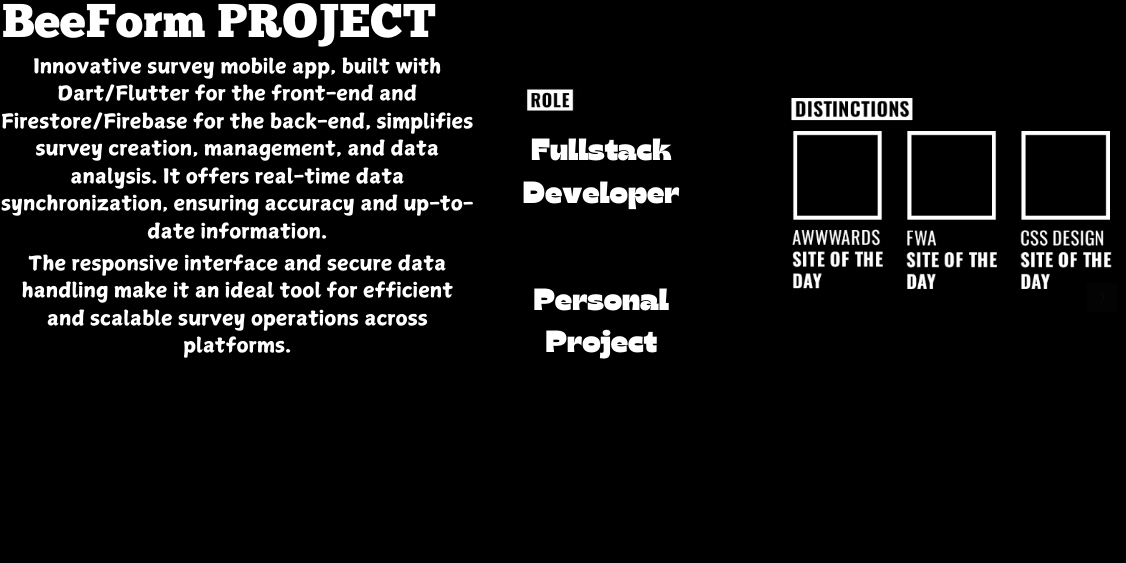 BeeForm PROJECT
Innovative survey mobile app, built with
Dart/Flutter for the front-end and
Firestore/Firebase for the back-end, simplifies
survey creation, management, and data
analysis. It offers real-time data
synchronization, ensuring accuracy and up-to-
date information.
The responsive interface and secure data
handling make it an ideal tool for efficient
and scalable survey operations across
platforms.
ROLE
Fullstack
Developer
Personal
Project
DISTINCTIONS
AWWWARDS
SITE OF THE
DAY
FWA
SITE OF THE
DAY
CSS DESIGN
SITE OF THE
DAY